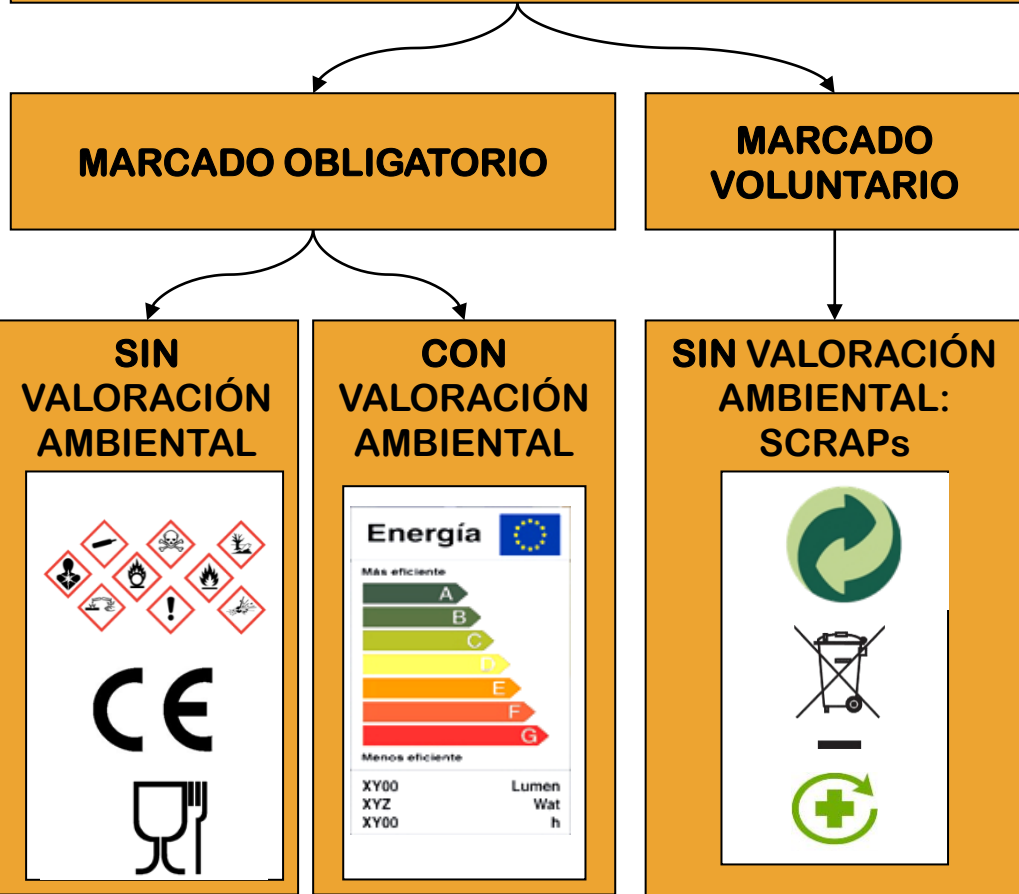 MARCADO OBLIGATORIO
MARCADO
VOLUNTARIO
SIN
VALORACIÓN
AMBIENTAL
CE
CON
VALORACIÓN
AMBIENTAL
Energía
Más eficiente
A
B
C
D
E
F
G
Menos eficiente
XY00 Lumen
XYZ Wat
XY00 h
SIN VALORACIÓN
AMBIENTAL:
SCRAPs